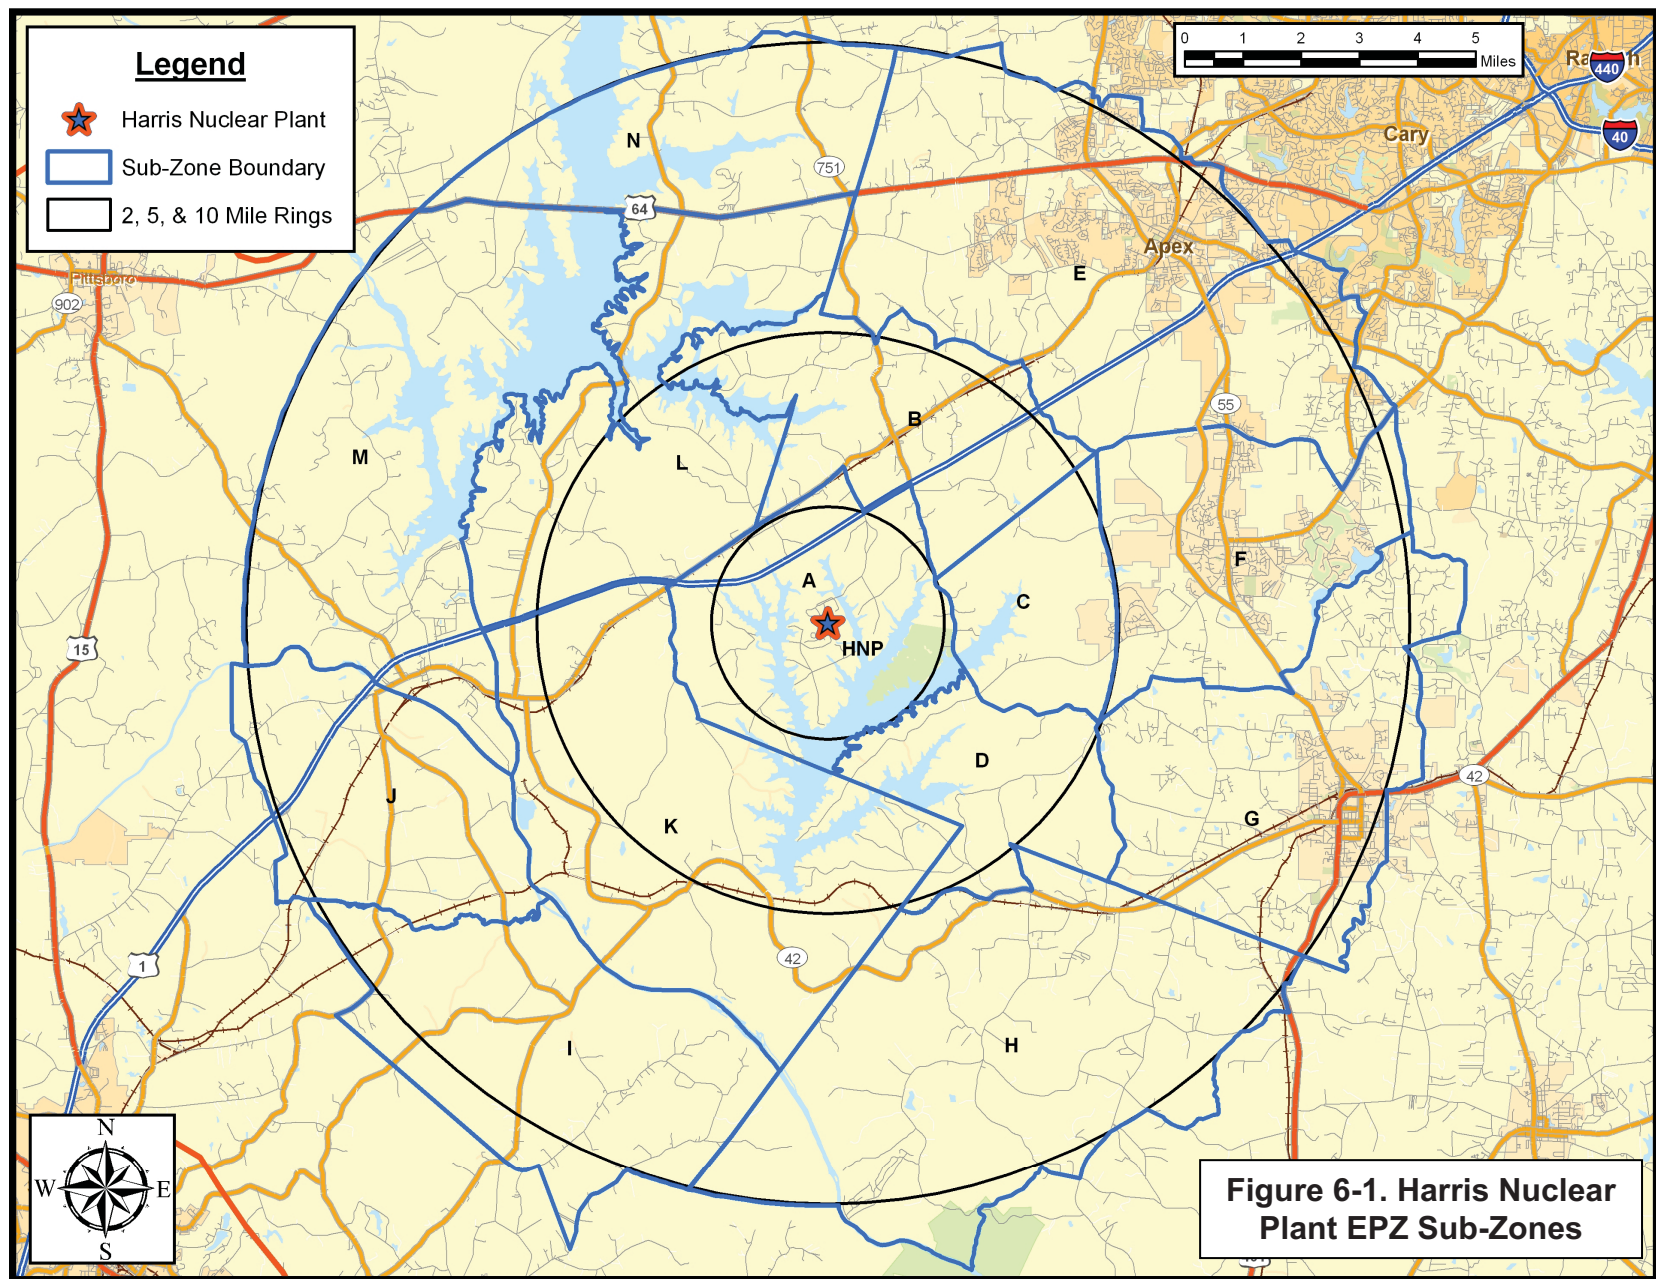 Legend
Harris Nuclear Plant
Sub-Zone Boundary
2, 5, & 10 Mile Rings
0 1 2 3 4 5
Miles
440
40
Cary
N
751
64
Apex
E
Pittsboro
902
55
B
M
L
F
A
C
HNP
15
D
42
J
K
G
42
1
H
I
N
W E
S
Figure 6-1. Harris Nuclear
Plant EPZ Sub-Zones